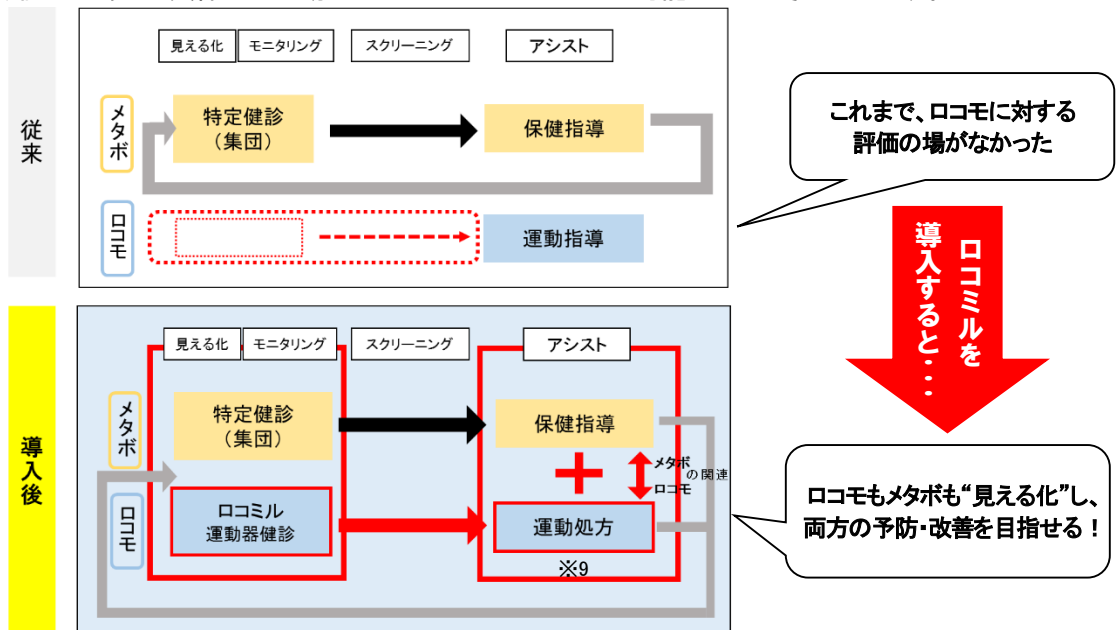 従来
見える化
モニタリング
スクリーニング
アシスト
メタボ
特定健診
（集団）
保健指導
ロコモ
運動指導
これまで、ロコモに対する
評価の場がなかった
ロコミルを
導入すると・・・
導入後
見える化
モニタリング
スクリーニング
アシスト
メタボ
特定健診
（集団）
保健指導
メタボ
ロコモ
の関連
ロコモ
ロコミル
運動器健診
運動処方
※9
ロコモもメタボも“見える化”し、
両方の予防・改善を目指せる！